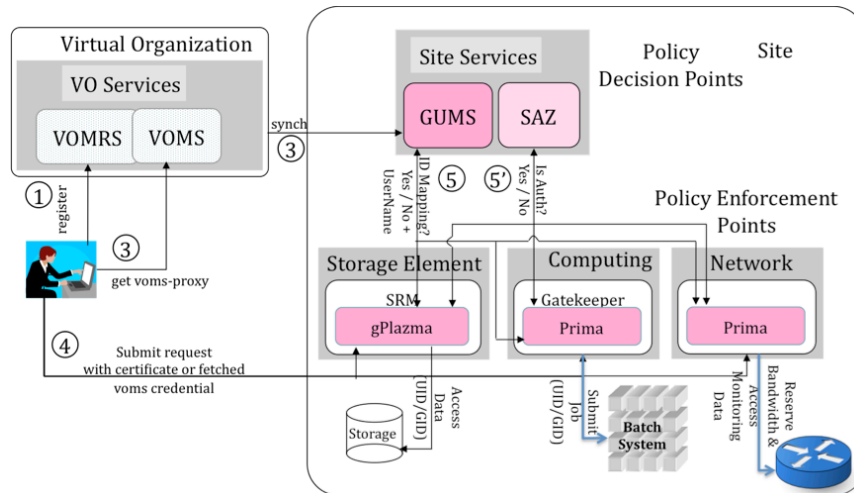 Virtual Organization
VO Services
VOMRS
VOMS
Site Services
GUMS
SAZ
Policy
Decision Points
Site
synch
③
①
register
③
get voms-proxy
ID Mapping?
Yes / No +
UserName
⑤
⑤'
Is Auth?
Yes / No
Policy Enforcement
Points
Storage Element
SRM
gPlazma
Computing
Gatekeeper
Prima
Network
Prima
④
Submit request
with certificate or fetched
voms credential
Storage
Access
Data
(UID/GID)
Submit
Job
(UID/GID)
Batch
System
Reserve
Bandwidth &
Access
Monitoring
Data